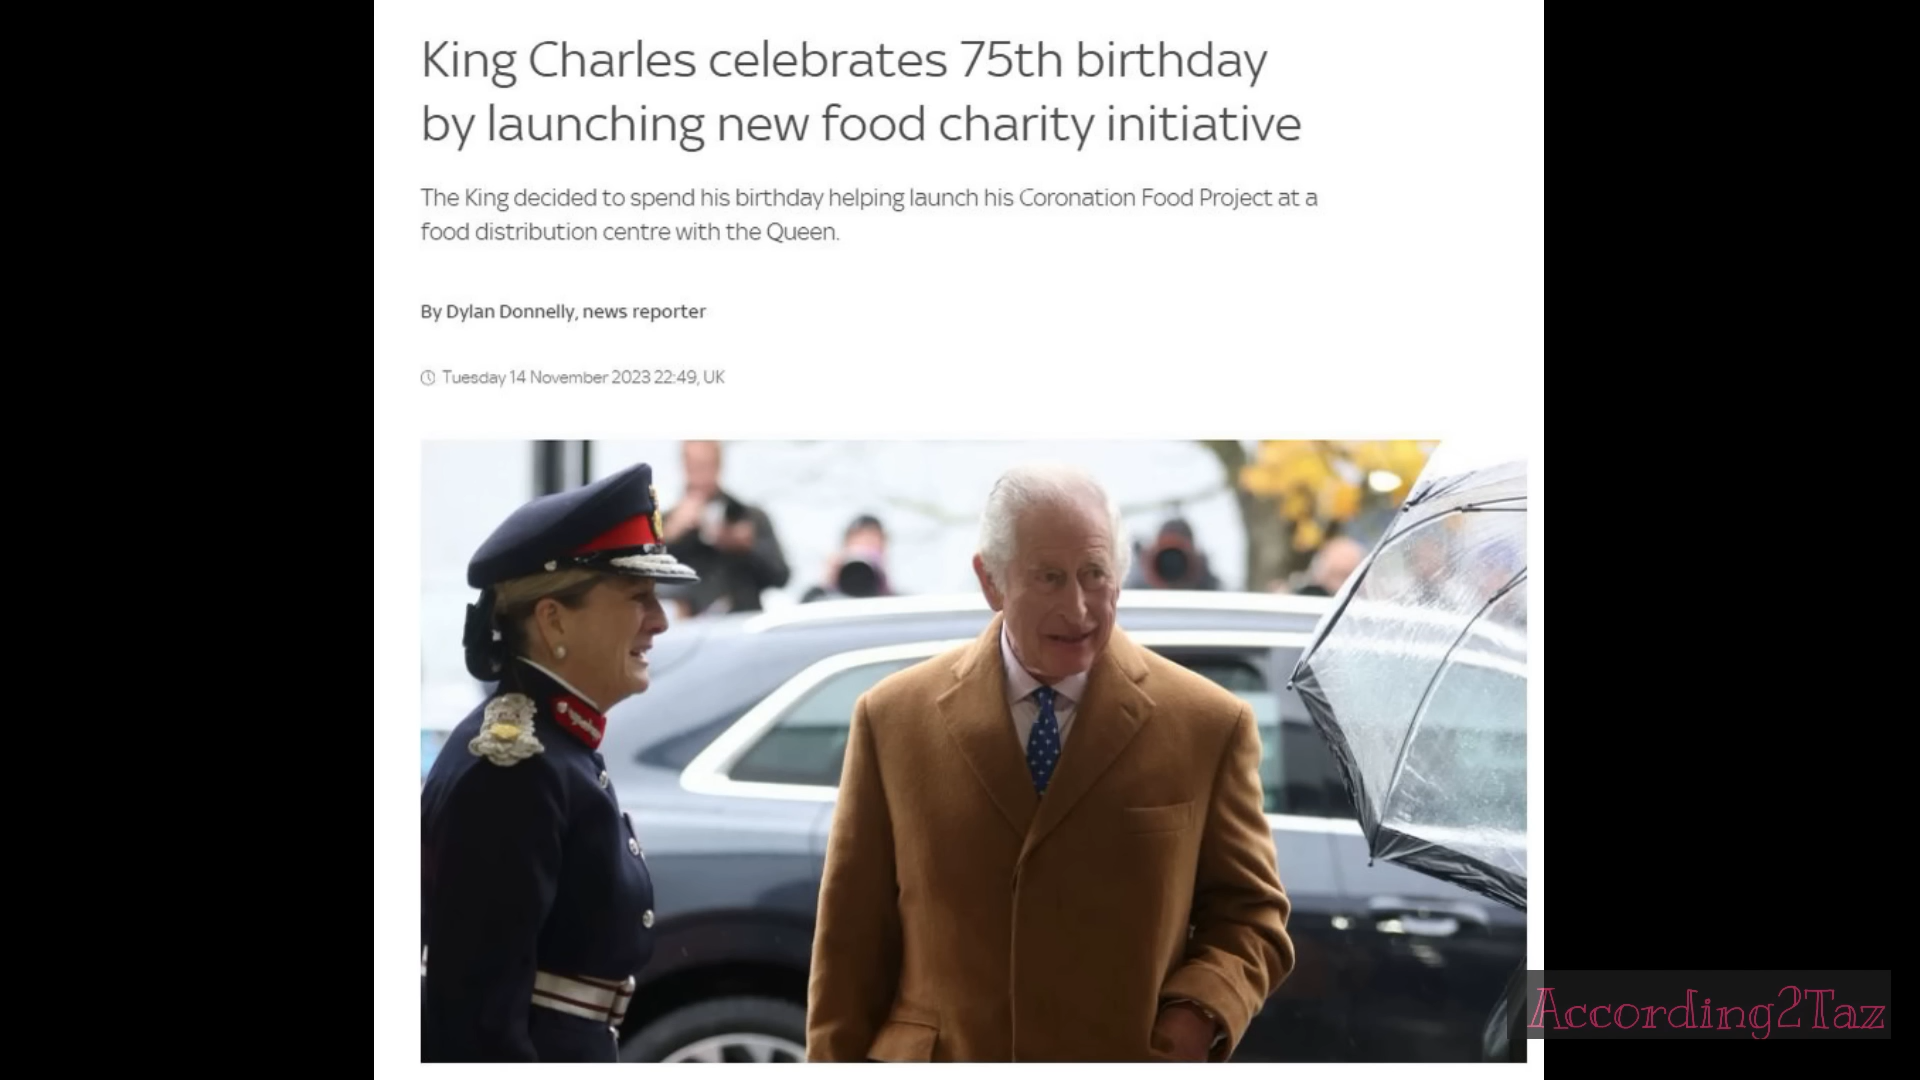 King Charles celebrates 75th birthday
by launching new food charity initiative
The King decided to spend his birthday helping launch his Coronation Food Project at a
food distribution centre with the Queen.
By Dylan Donnelly, news reporter
Tuesday 14 November 2023 22:49, UK
According2Taz